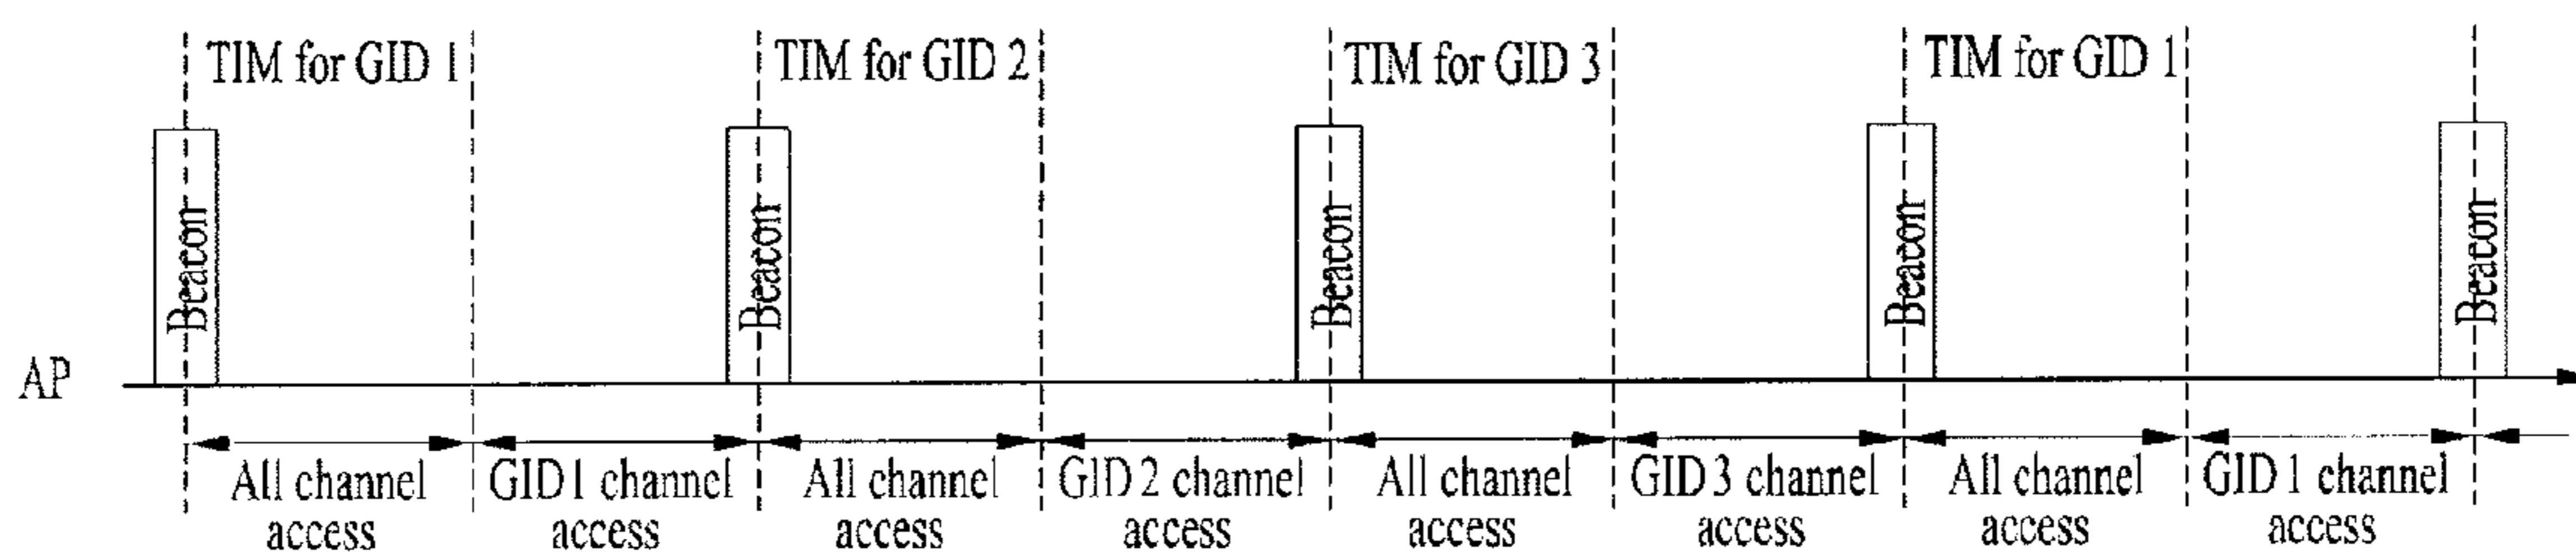 TIM for GID 1
TIM for GID 2
TIM for GID 3
TIM for GID 1
Beacon
Beacon
Beacon
Beacon
Beacon
AP
All channel
access
GID 1 channel
access
All channel
access
GID 2 channel
access
All channel
access
GID 3 channel
access
All channel
access
GID 1 channel
access